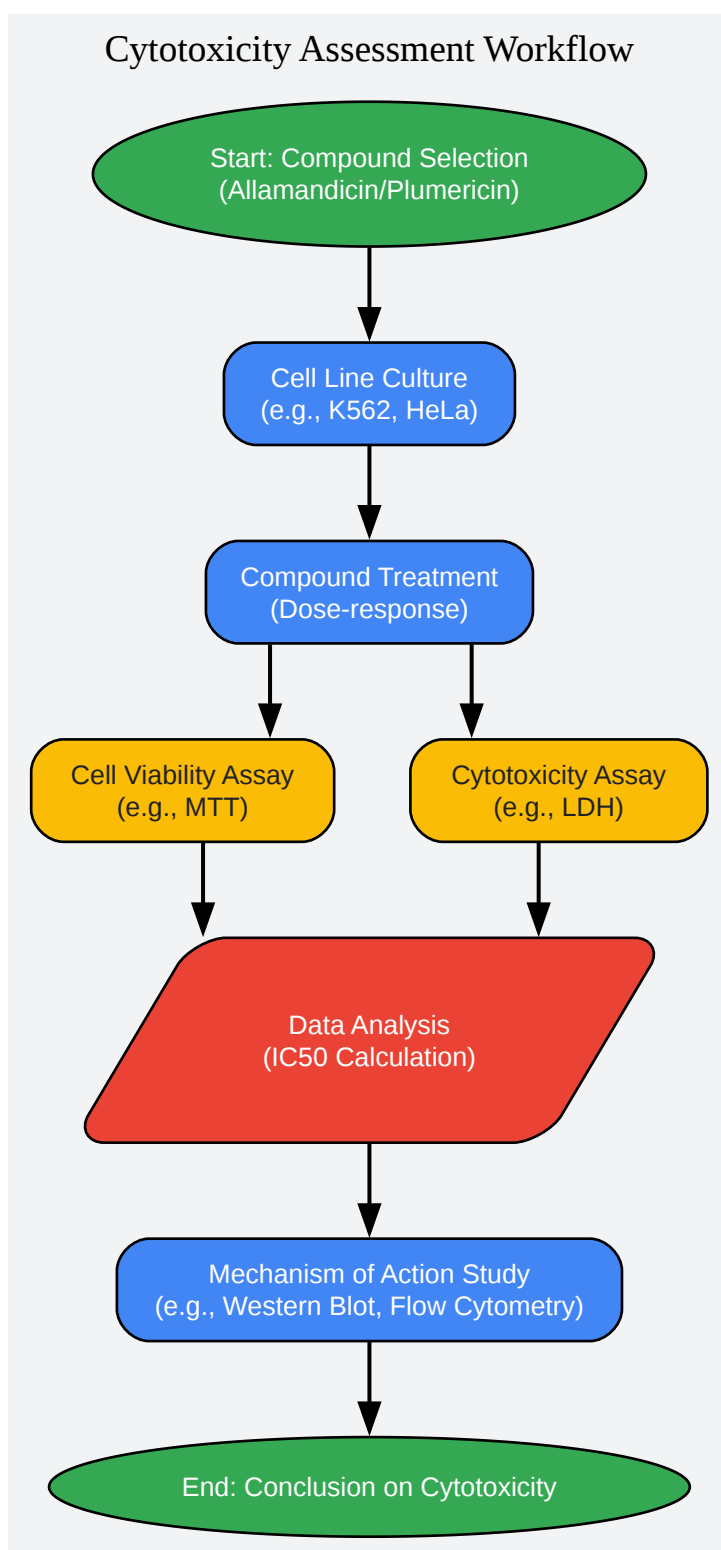 Cytotoxicity Assessment Workflow
Start: Compound Selection
(Allamandicin/Plumericin)
Cell Line Culture
(e.g., K562, HeLa)
Compound Treatment
(Dose-response)
Cell Viability Assay
(e.g., MTT)
Cytotoxicity Assay
(e.g., LDH)
Data Analysis
(IC50 Calculation)
Mechanism of Action Study
(e.g., Western Blot, Flow Cytometry)
End: Conclusion on Cytotoxicity